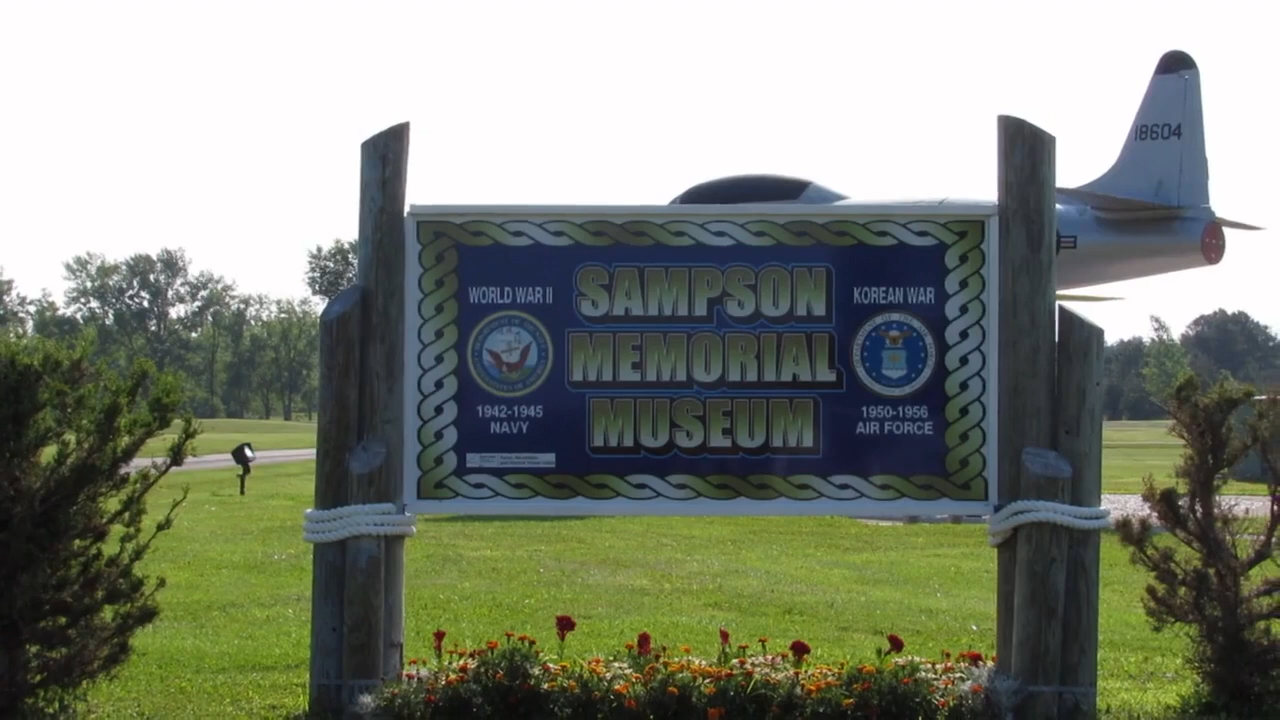 18604
WORLD WAR II
SAMPSON
MEMORIAL
MUSEUM
KOREAN WAR
1942-1945
NAVY
1950-1956
AIR FORCE